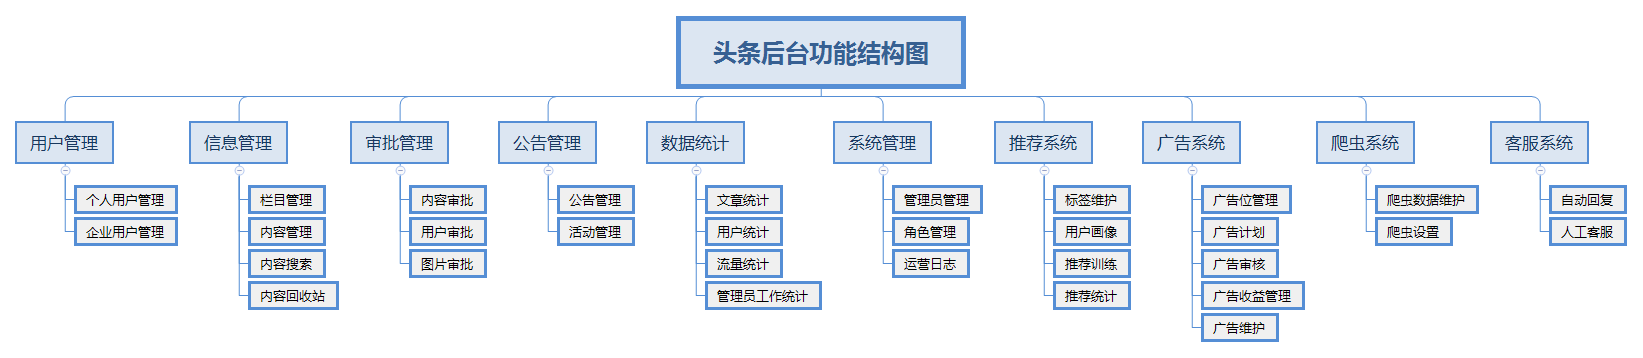 头条后台功能结构图
用户管理
个人用户管理
企业用户管理
信息管理
栏目管理
内容管理
内容搜索
内容回收站
审批管理
内容审批
用户审批
图片审批
公告管理
公告管理
活动管理
数据统计
文章统计
用户统计
流量统计
管理员工作统计
系统管理
管理员管理
角色管理
运营日志
推荐系统
标签维护
用户画像
推荐训练
推荐统计
广告系统
广告位管理
广告计划
广告审核
广告收益管理
广告维护
爬虫系统
爬虫数据维护
爬虫设置
客服系统
自动回复
人工客服